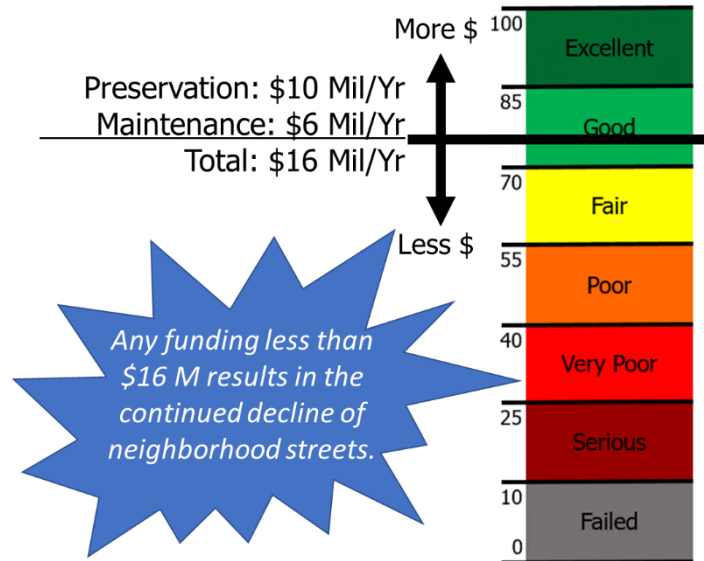 More $
Preservation: $10 Mil/Yr
Maintenance: $6 Mil/Yr
Total: $16 Mil/Yr
Less $
Any funding less than
$16 M results in the
continued decline of
neighborhood streets.
100
Excellent
85
Good
70
Fair
55
Poor
40
Very Poor
25
Serious
10
Failed
0